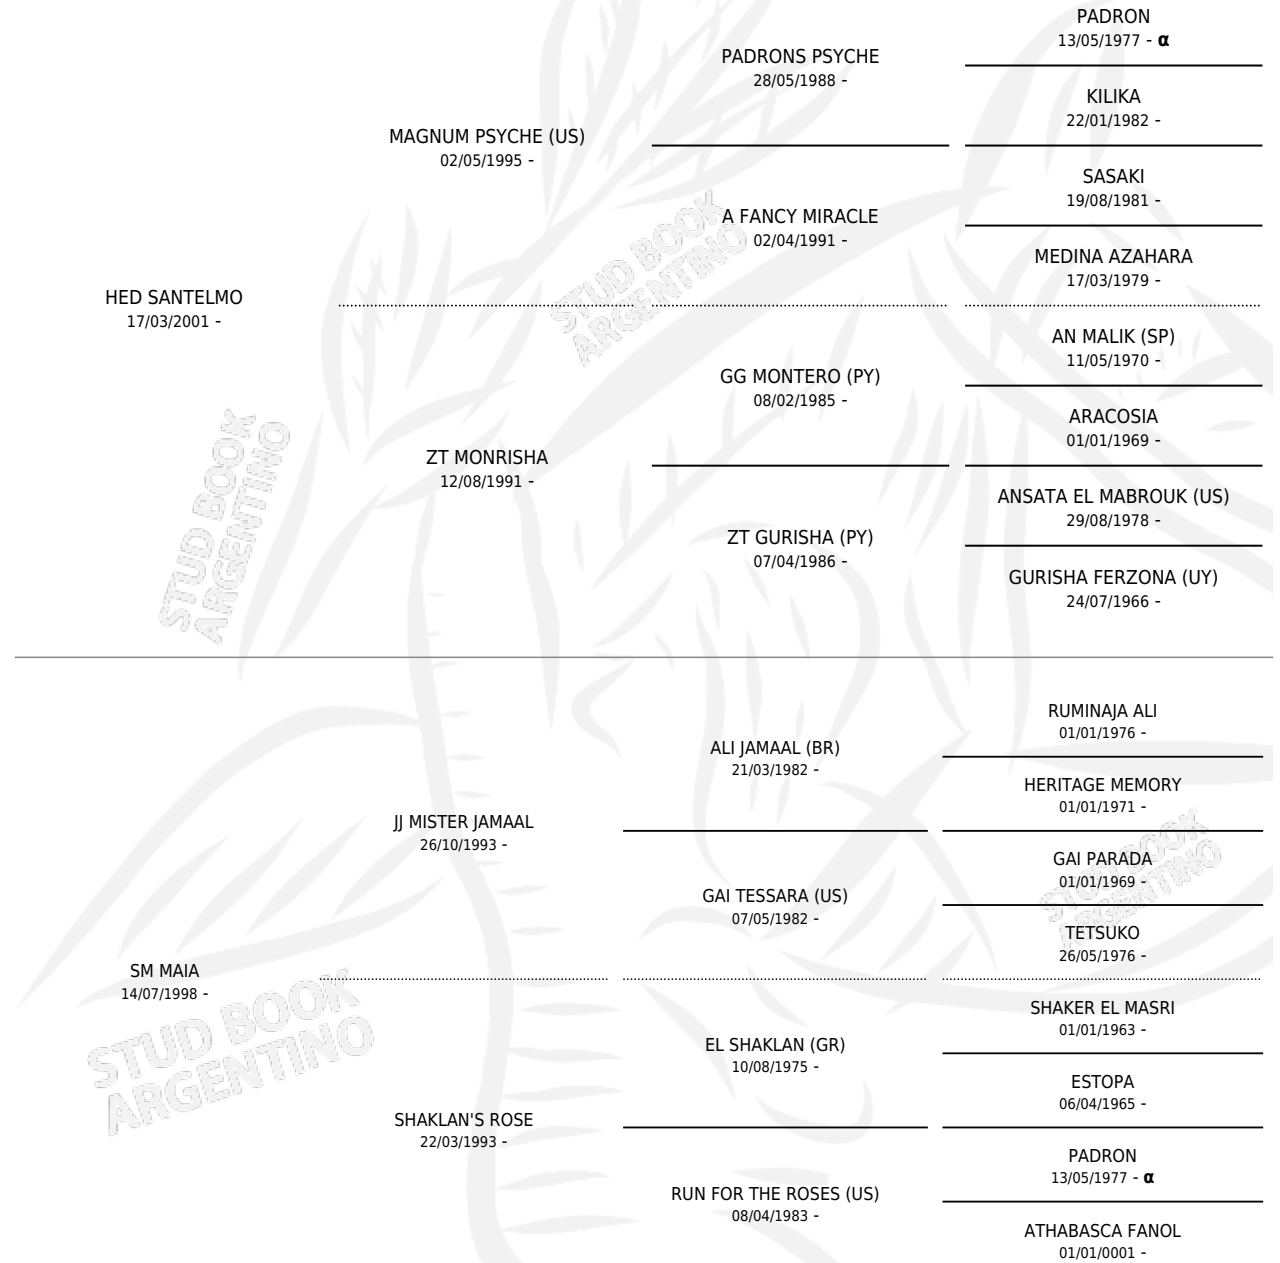 PADRON
13/05/1977 - α
PADRONS PSYCHE
28/05/1988 -
KILIKA
22/01/1982 -
MAGNUM PSYCHE (US)
02/05/1995 -
SASAKI
19/08/1981 -
A FANCY MIRACLE
02/04/1991 -
MEDINA AZAHARA
17/03/1979 -
STUD BOOK
ARGENTINO
HED SANTELMO
17/03/2001 -
AN MALIK (SP)
11/05/1970 -
GG MONTERO (PY)
08/02/1985 -
ARACOSIA
01/01/1969 -
ZT MONRISHA
12/08/1991 -
ANSATA EL MABROUK (US)
29/08/1978 -
ZT GURISHA (PY)
07/04/1986 -
GURISHA FERZONA (UY)
24/07/1966 -
STUD BOOK
ARGENTINO
RUMINAJA ALI
01/01/1976 -
ALI JAMAAL (BR)
21/03/1982 -
HERITAGE MEMORY
01/01/1971 -
JJ MISTER JAMAAL
26/10/1993 -
GAI PARADA
01/01/1969 -
GAI TESSARA (US)
07/05/1982 -
TETSUKO
26/05/1976 -
STUD BOOK
ARGENTINO
SM MAIA
14/07/1998 -
SHAKER EL MASRI
01/01/1963 -
EL SHAKLAN (GR)
10/08/1975 -
ESTOPA
06/04/1965 -
STUD BOOK
ARGENTINO
SHAKLAN'S ROSE
22/03/1993 -
PADRON
13/05/1977 - α
RUN FOR THE ROSES (US)
08/04/1983 -
ATHABASCA FANOL
01/01/0001 -